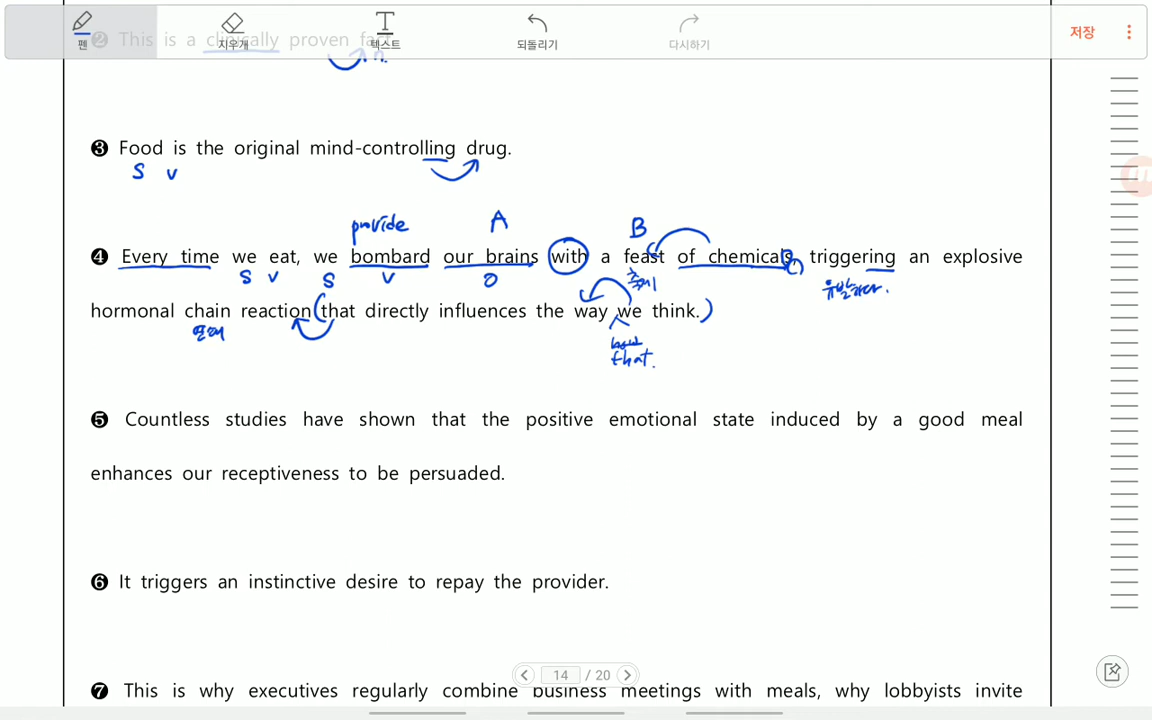 펜
지우개
텍스트
되돌리기
다시하기
저장
❷ This is a clinically proven fact.
n.
❸ Food is the original mind-controlling drug.
S V
provide A B
❹ Every time we eat, we bombard our brains with a feast of chemicals, triggering an explosive
S V S V O 축제 유발하다.
hormonal chain reaction (that directly influences the way we think.)
연쇄
how
that.
❺ Countless studies have shown that the positive emotional state induced by a good meal
enhances our receptiveness to be persuaded.
❻ It triggers an instinctive desire to repay the provider.
14 / 20
❼ This is why executives regularly combine business meetings with meals, why lobbyists invite